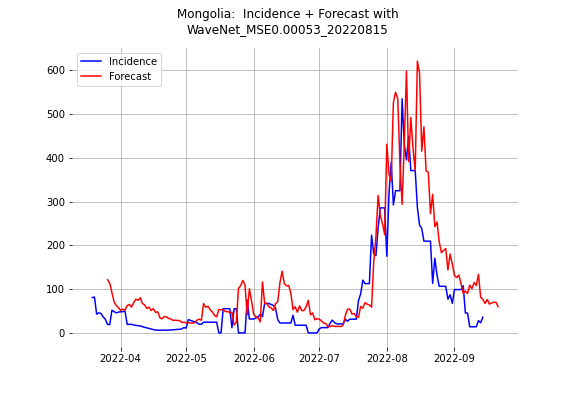 Mongolia:  Incidence + Forecast with
WaveNet_MSE0.00053_20220815
Incidence
Forecast
600
500
400
300
200
100
0
2022-04 2022-05 2022-06 2022-07 2022-08 2022-09